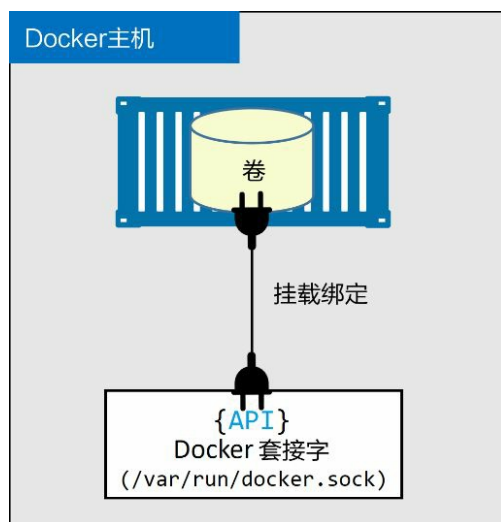 Docker主机
卷
挂载绑定
{API}
Docker 套接字
(/var/run/docker.sock)